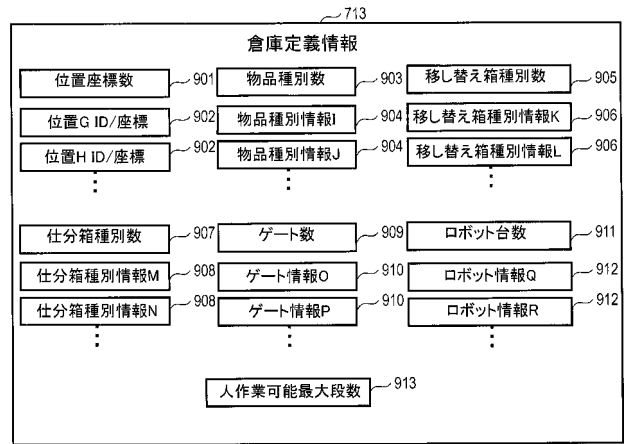 713
倉庫定義情報
位置座標数 901 物品種別数 903 移し替え箱種別数 905
位置G ID/座標 902 物品種別情報I 904 移し替え箱種別情報K 906
位置H ID/座標 902 物品種別情報J 904 移し替え箱種別情報L 906
仕分箱種別数 907 ゲート数 909 ロボット台数 911
仕分箱種別情報M 908 ゲート情報O 910 ロボット情報Q 912
仕分箱種別情報N 908 ゲート情報P 910 ロボット情報R 912
人作業可能最大段数 913